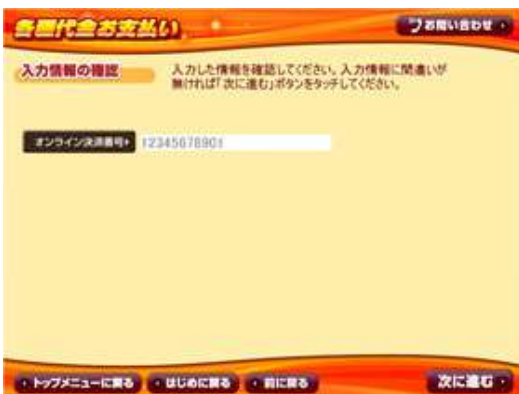 各種代金お支払い
お問い合わせ
入力情報の確認
入力した情報を確認してください。入力情報に間違いが
無ければ「次に進む」ボタンをタッチしてください。
オンライン決済番号
12345678901
トップメニューに戻る
はじめに戻る
前に戻る
次に進む